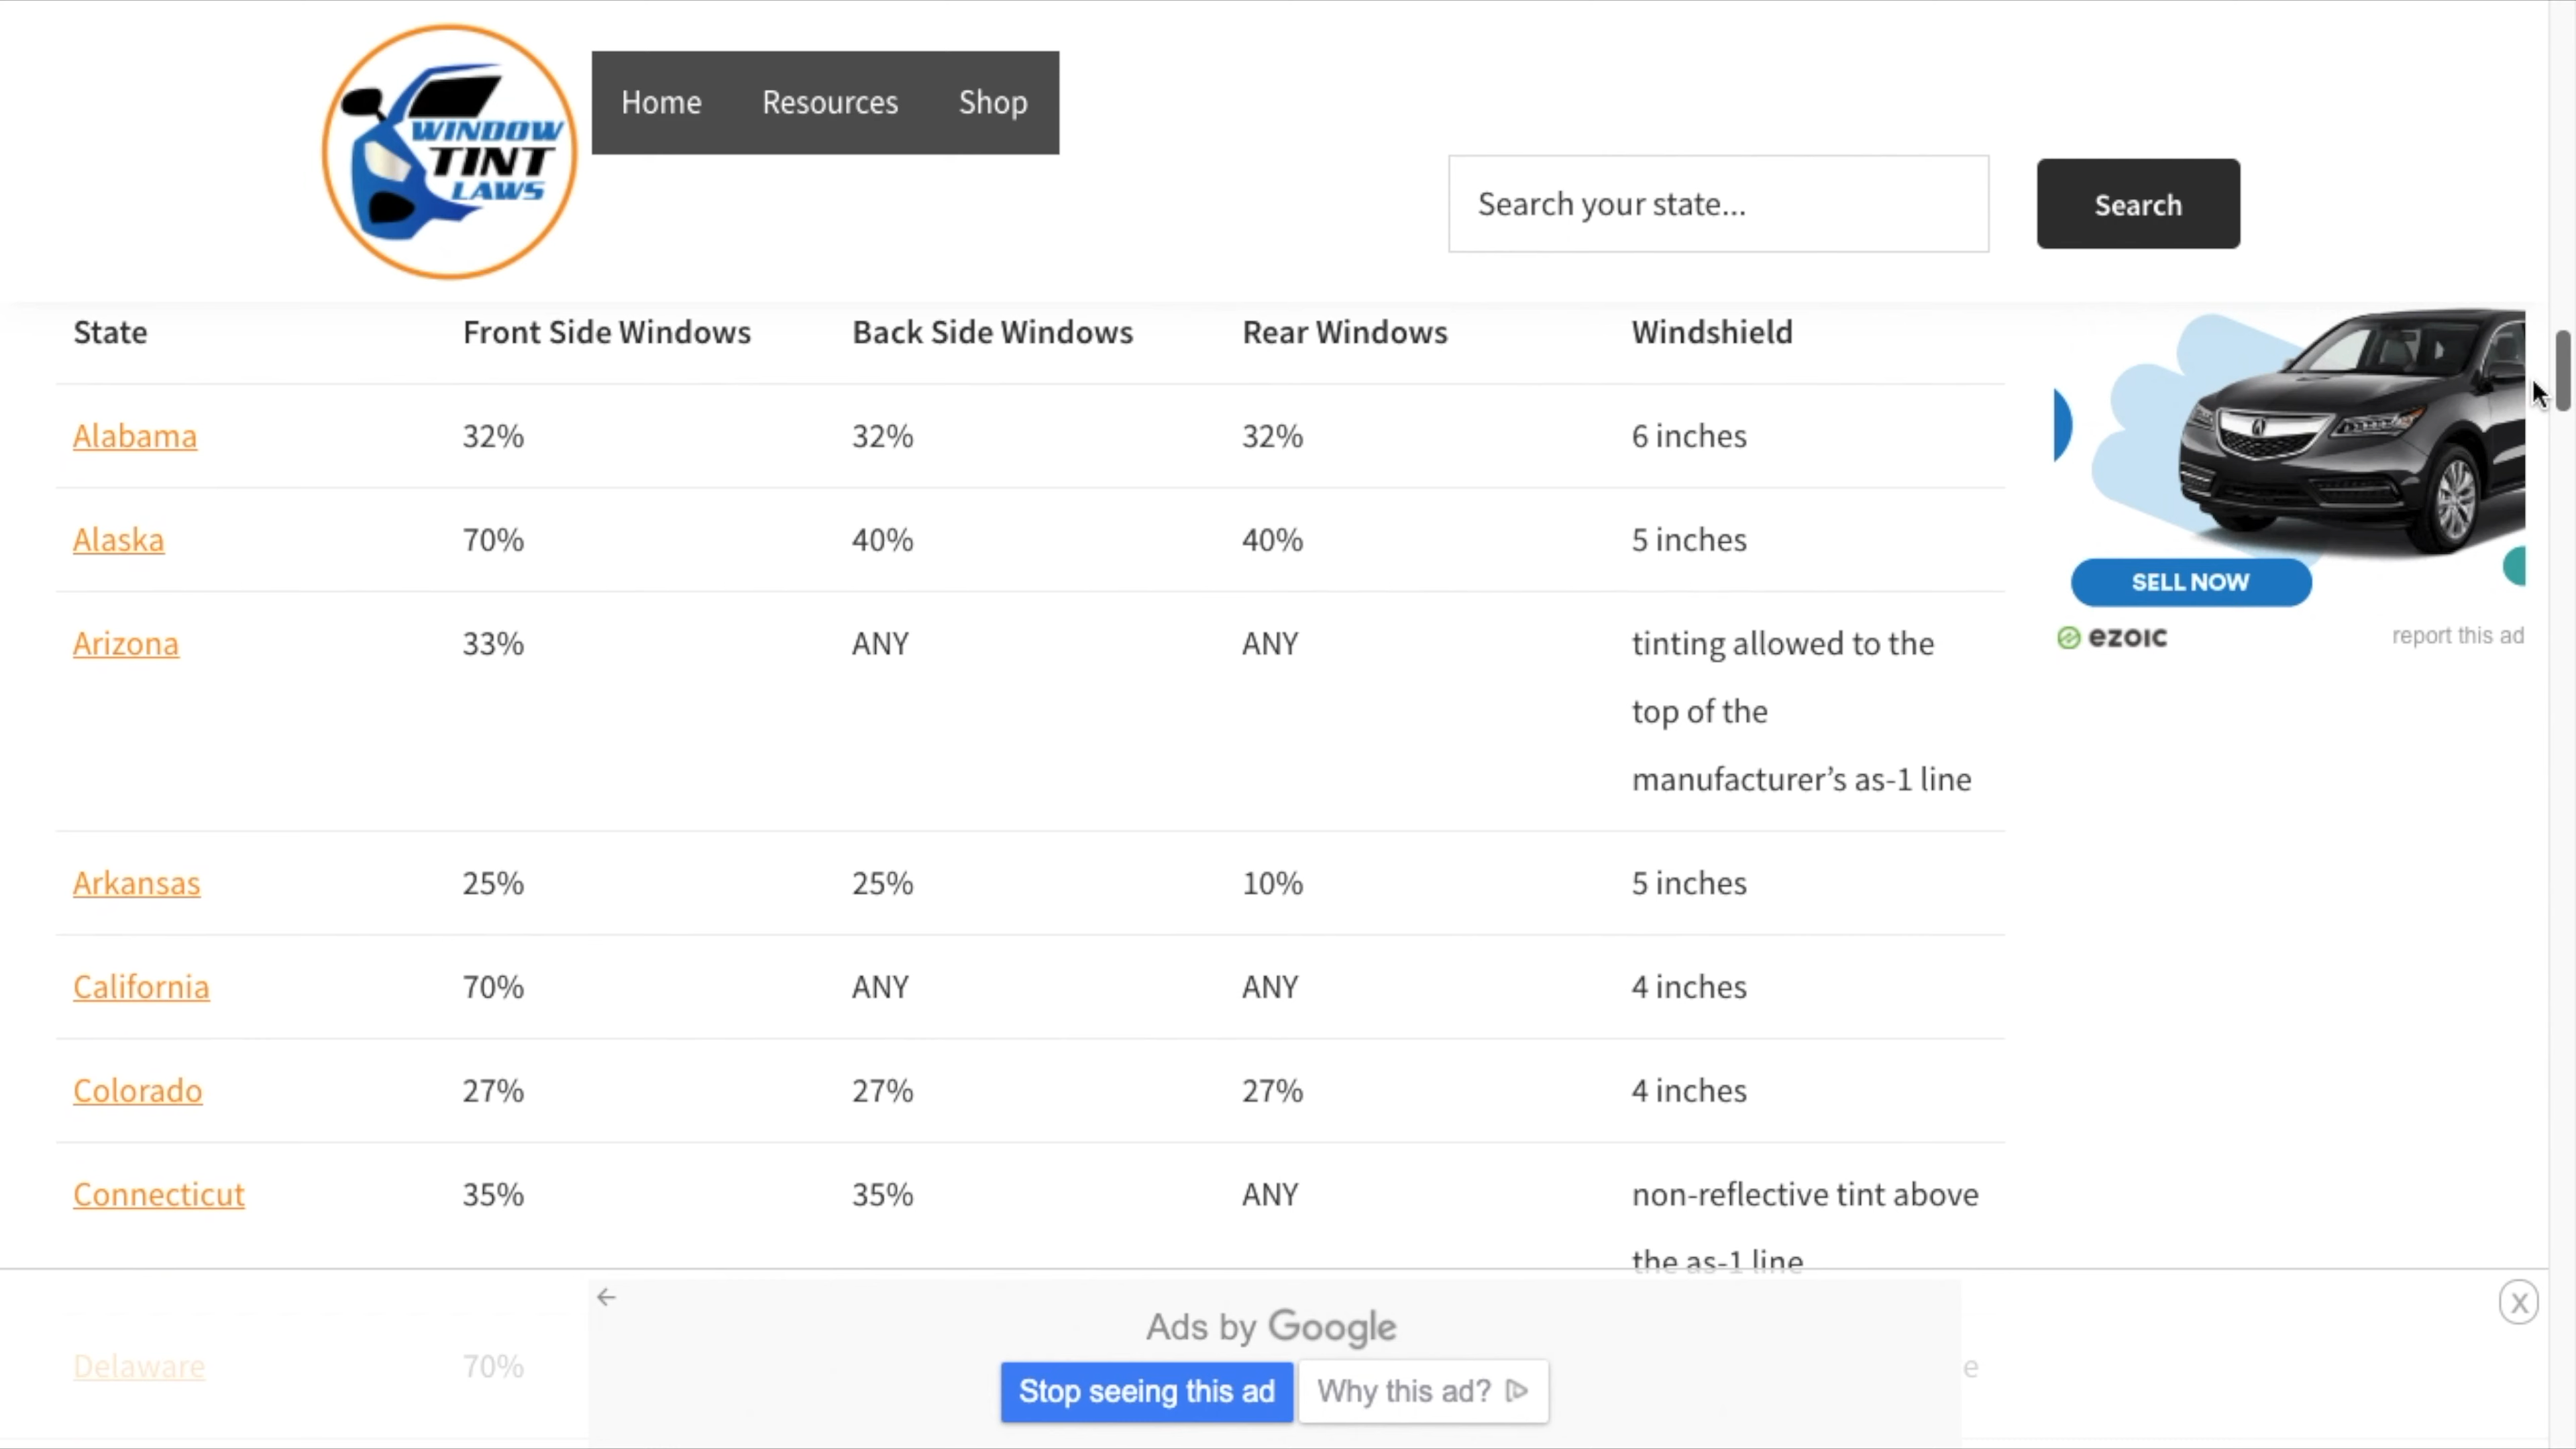 WINDOW
TINT
LAWS
Home Resources Shop
Search your state... Search
State Front Side Windows Back Side Windows Rear Windows Windshield
Alabama 32% 32% 32% 6 inches
Alaska 70% 40% 40% 5 inches
SELL NOW
ezoic report this ad
Arizona 33% ANY ANY tinting allowed to the
top of the
manufacturer’s as-1 line
Arkansas 25% 25% 10% 5 inches
California 70% ANY ANY 4 inches
Colorado 27% 27% 27% 4 inches
Connecticut 35% 35% ANY non-reflective tint above
the as-1 line
Delaware 70%
Ads by Google
Stop seeing this ad Why this ad?
X